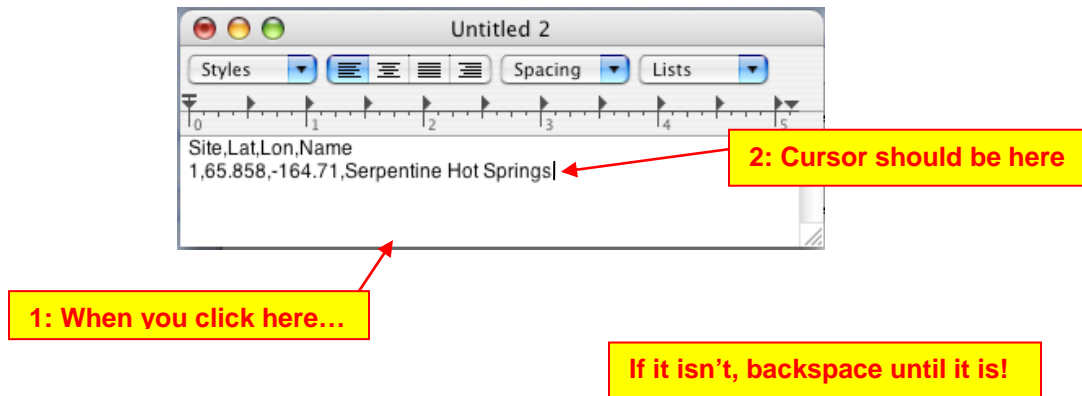 Untitled 2
Styles Spacing Lists
0 1 2 3 4 5
Site,Lat,Lon,Name
1,65.858,-164.71,Serpentine Hot Springs
2: Cursor should be here
1: When you click here…
If it isn’t, backspace until it is!